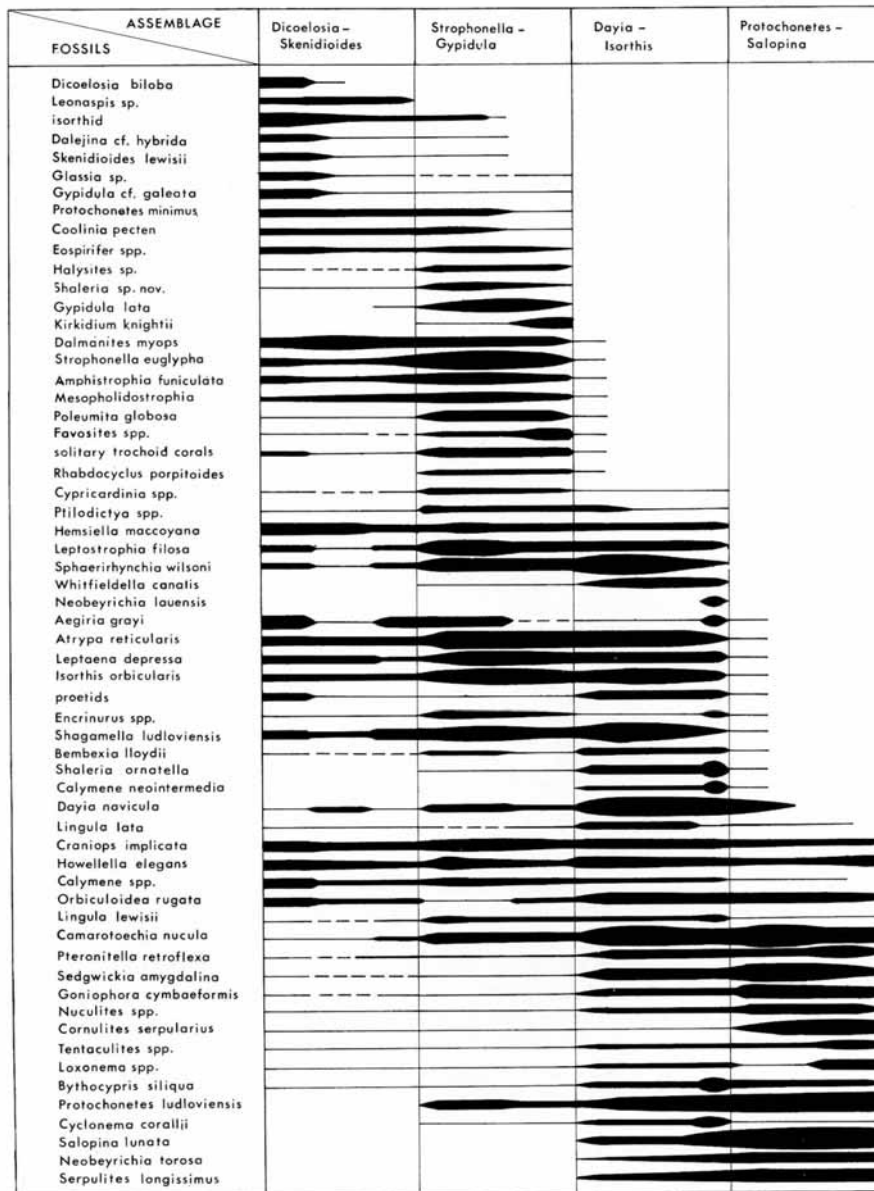 ASSEMBLAGE
FOSSILS
Dicoelosia –
Skenidioides
Strophonella –
Gypidula
Dayia –
Isorthis
Protochonetes –
Salopina
Dicoelosia biloba
Leonaspis sp.
isorthid
Dalejina cf. hybrida
Skenidioides lewisii
Glassia sp.
Gypidula cf. galeata
Protochonetes minimus
Coolinia pecten
Eospirifer spp.
Halysites sp.
Shaleria sp. nov.
Gypidula lata
Kirkidium knightii
Dalmanites myops
Strophonella euglypha
Amphistrophia funiculata
Mesopholidostrophia
Poleumita globosa
Favosites spp.
solitary trochoid corals
Rhabdocyclus porpitoides
Cypricardinia spp.
Ptilodictya spp.
Hemsiella maccoyana
Leptostrophia filosa
Sphaerirhynchia wilsoni
Whitfieldella canalis
Neobeyrichia lauensis
Aegiria grayi
Atrypa reticularis
Leptaena depressa
Isorthis orbicularis
proetids
Encrinurus spp.
Shagamella ludloviensis
Bembexia lloydii
Shaleria ornatella
Calymene neointermedia
Dayia navicula
Lingula lata
Craniops implicata
Howellella elegans
Calymene spp.
Orbiculoidea rugata
Lingula lewisii
Camarotoechia nucula
Pteronitella retroflexa
Sedgwickia amygdalina
Goniophora cymbaeformis
Nuculites spp.
Cornulites serpularius
Tentaculites spp.
Loxonema spp.
Bythocypris siliqua
Protochonetes ludloviensis
Cyclonema corallii
Salopina lunata
Neobeyrichia torosa
Serpulites longissimus